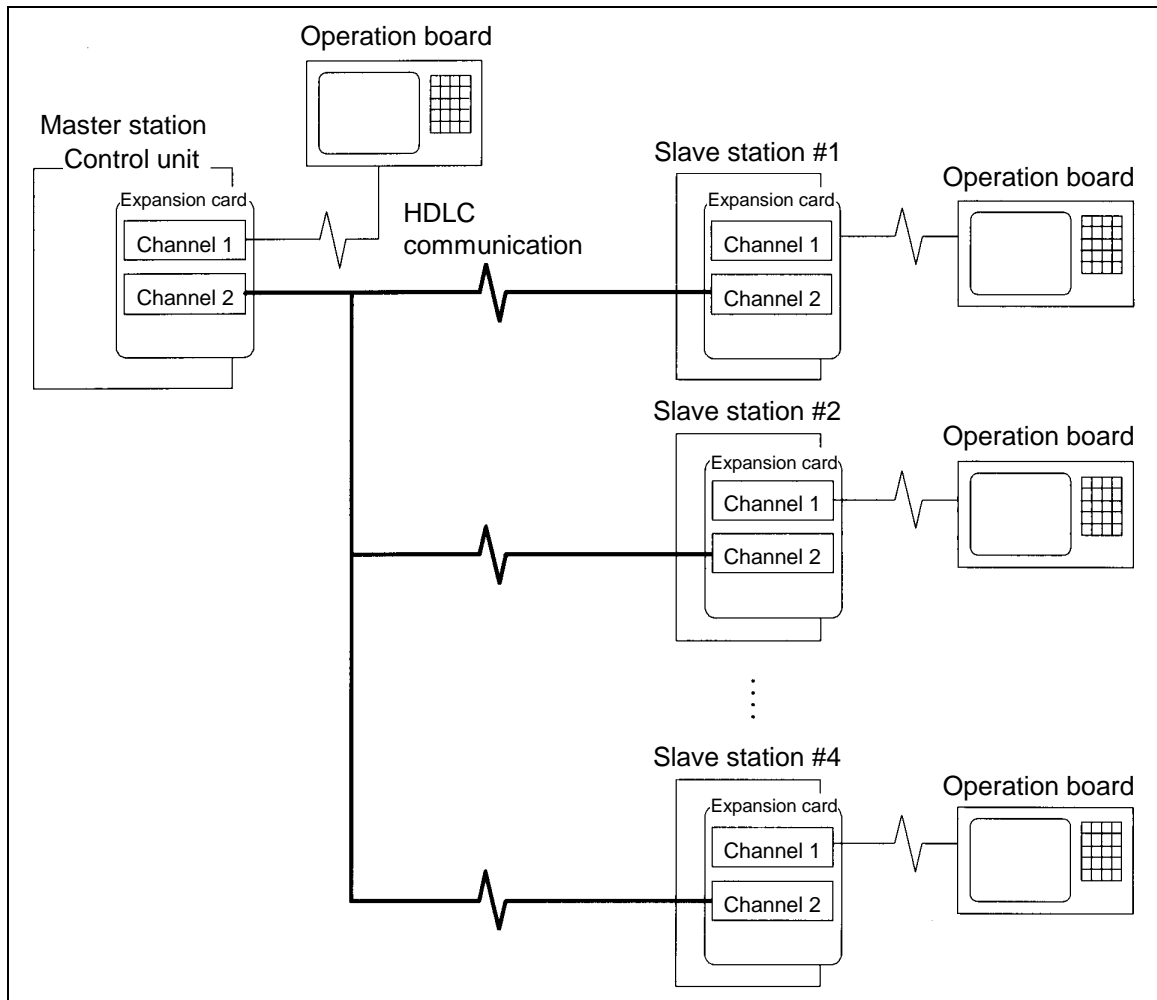 Operation board
Master station
Control unit
Expansion card
Channel 1
Channel 2
HDLC
communication
Slave station #1
Expansion card
Channel 1
Channel 2
Operation board
Slave station #2
Expansion card
Channel 1
Channel 2
Operation board
Slave station #4
Expansion card
Channel 1
Channel 2
Operation board